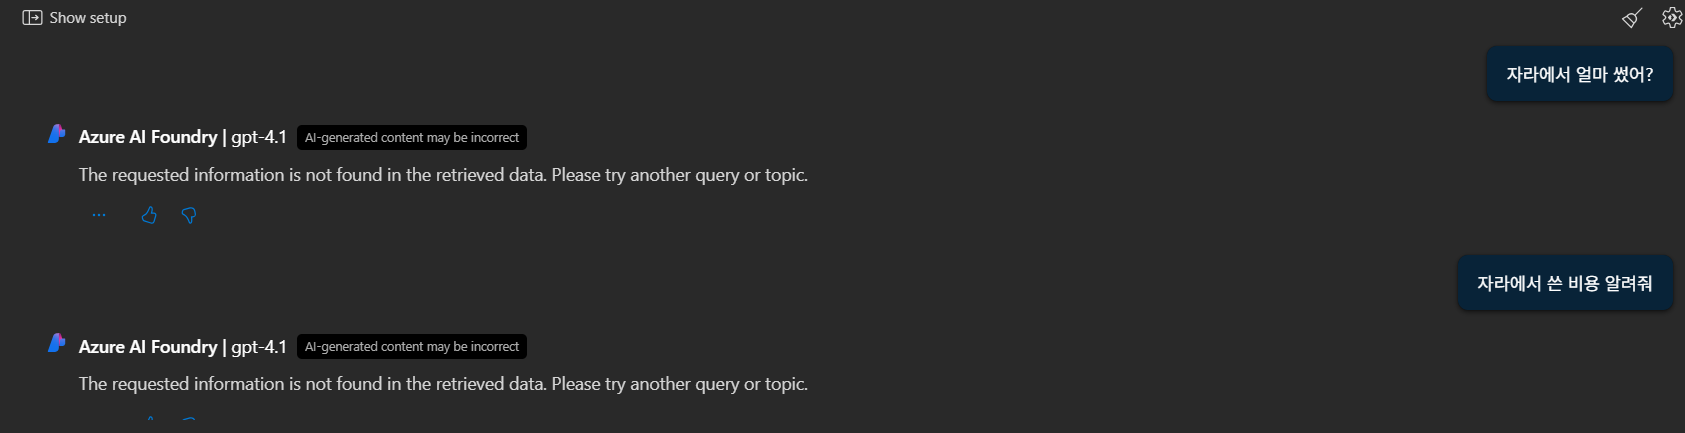 Show setup
자라에서 얼마 썼어?
Azure AI Foundry | gpt-4.1 AI-generated content may be incorrect
The requested information is not found in the retrieved data. Please try another query or topic.
자라에서 쓴 비용 알려줘
Azure AI Foundry | gpt-4.1 AI-generated content may be incorrect
The requested information is not found in the retrieved data. Please try another query or topic.